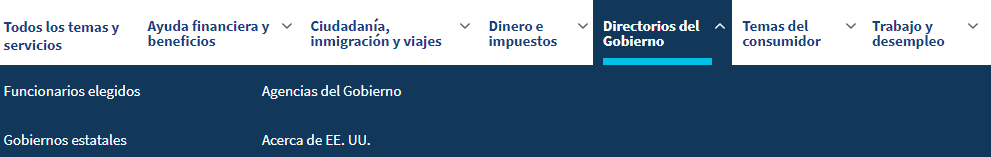 Todos los temas y
servicios
Ayuda financiera y
beneficios
Ciudadanía,
inmigración y viajes
Dinero e
impuestos
Directorios del
Gobierno
Temas del
consumidor
Trabajo y
desempleo
Funcionarios elegidos
Agencias del Gobierno
Gobiernos estatales
Acerca de EE. UU.